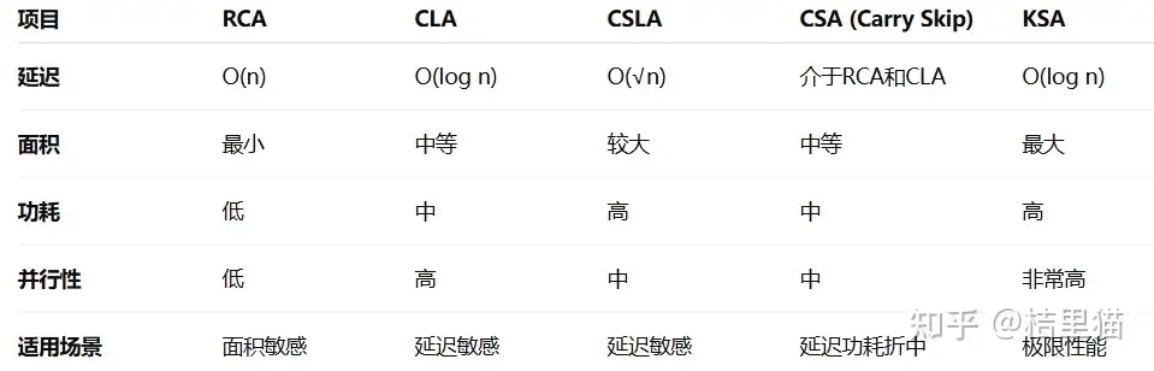 项目 RCA CLA CSLA CSA (Carry Skip) KSA
延迟 O(n) O(log n) O(√n) 介于RCA和CLA O(log n)
面积 最小 中等 较大 中等 最大
功耗 低 中 高 中 高
并行性 低 高 中 中 非常高
适用场景 面积敏感 延迟敏感 延迟敏感 延迟功耗折中 极限性能
知乎 @桔里猫